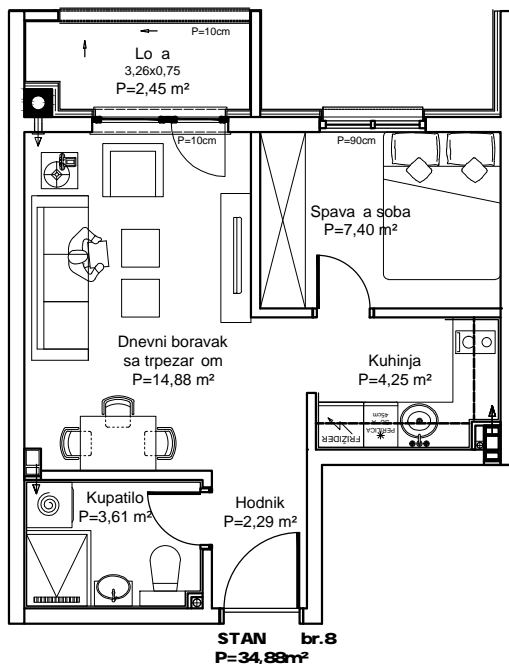 P=10cm
Lo a
3,26x0,75
P=2,45 m²
P=10cm
P=90cm
Spava a soba
P=7,40 m²
Dnevni boravak
sa trpezar om
P=14,88 m²
Kuhinja
P=4,25 m²
FRIŽIDER
PERILICA
45cm
Kupatilo
P=3,61 m²
Hodnik
P=2,29 m²
STAN br.8
P=34,88m²